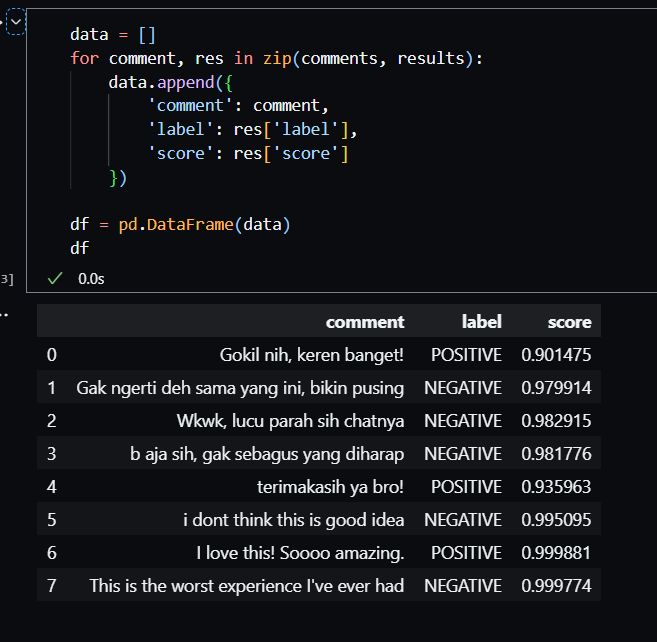 data = []
for comment, res in zip(comments, results):
    data.append({
        'comment': comment,
        'label': res['label'],
        'score': res['score']
    })
df = pd.DataFrame(data)
df
3] 0.0s
comment label score
0 Gokil nih, keren banget! POSITIVE 0.901475
1 Gak ngerti deh sama yang ini, bikin pusing NEGATIVE 0.979914
2 Wkwk, lucu parah sih chatnya NEGATIVE 0.982915
3 b aja sih, gak sebagus yang diharap NEGATIVE 0.981776
4 terimakasih ya bro! POSITIVE 0.935963
5 i dont think this is good idea NEGATIVE 0.995095
6 I love this! Soooo amazing. POSITIVE 0.999881
7 This is the worst experience I've ever had NEGATIVE 0.999774